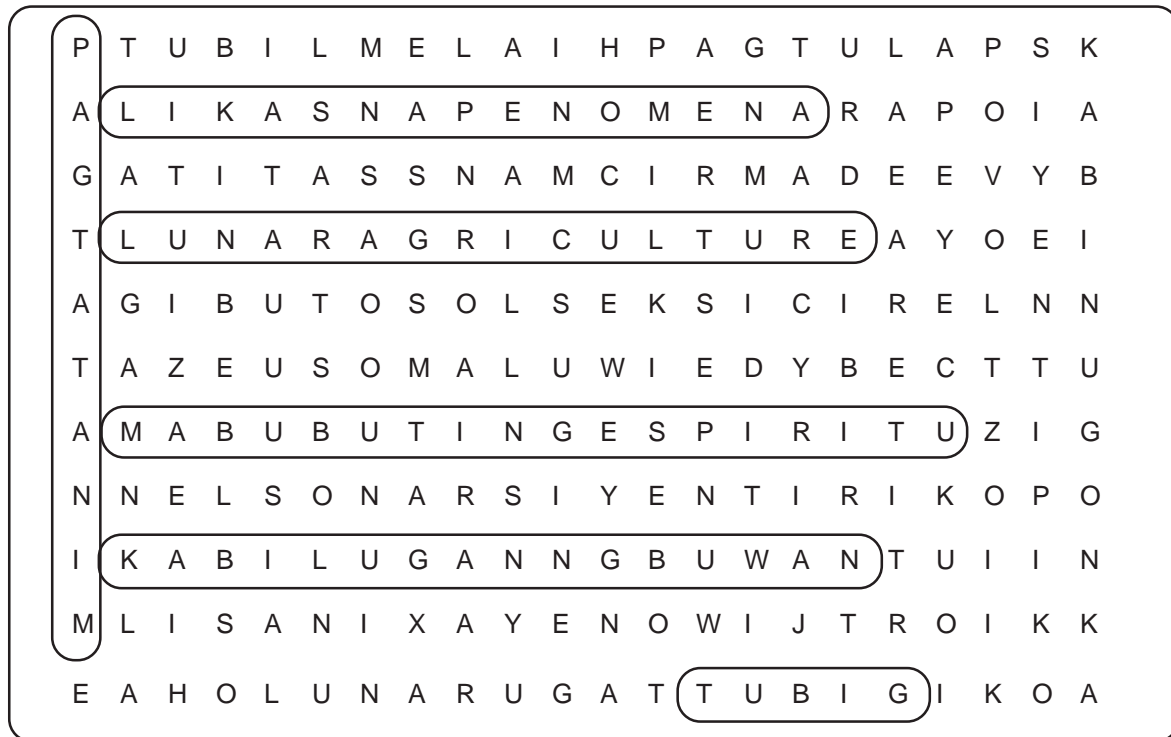 P T U B I L M E L A I H P A G T U L A P S K
A L I K A S N A P E N O M E N A R A P O I A
G A T I T A S S N A M C I R M A D E E V Y B
T L U N A R A G R I C U L T U R E A Y O E I
A G I B U T O S O L S E K S I C I R E L N N
T A Z E U S O M A L U W I E D Y B E C T T U
A M A B U B U T I N G E S P I R I T U Z I G
N N E L S O N A R S I Y E N T I R I K O P O
I K A B I L U G A N N G B U W A N T U I I N
M L I S A N I X A Y E N O W I J T R O I K K
E A H O L U N A R U G A T T U B I G I K O A